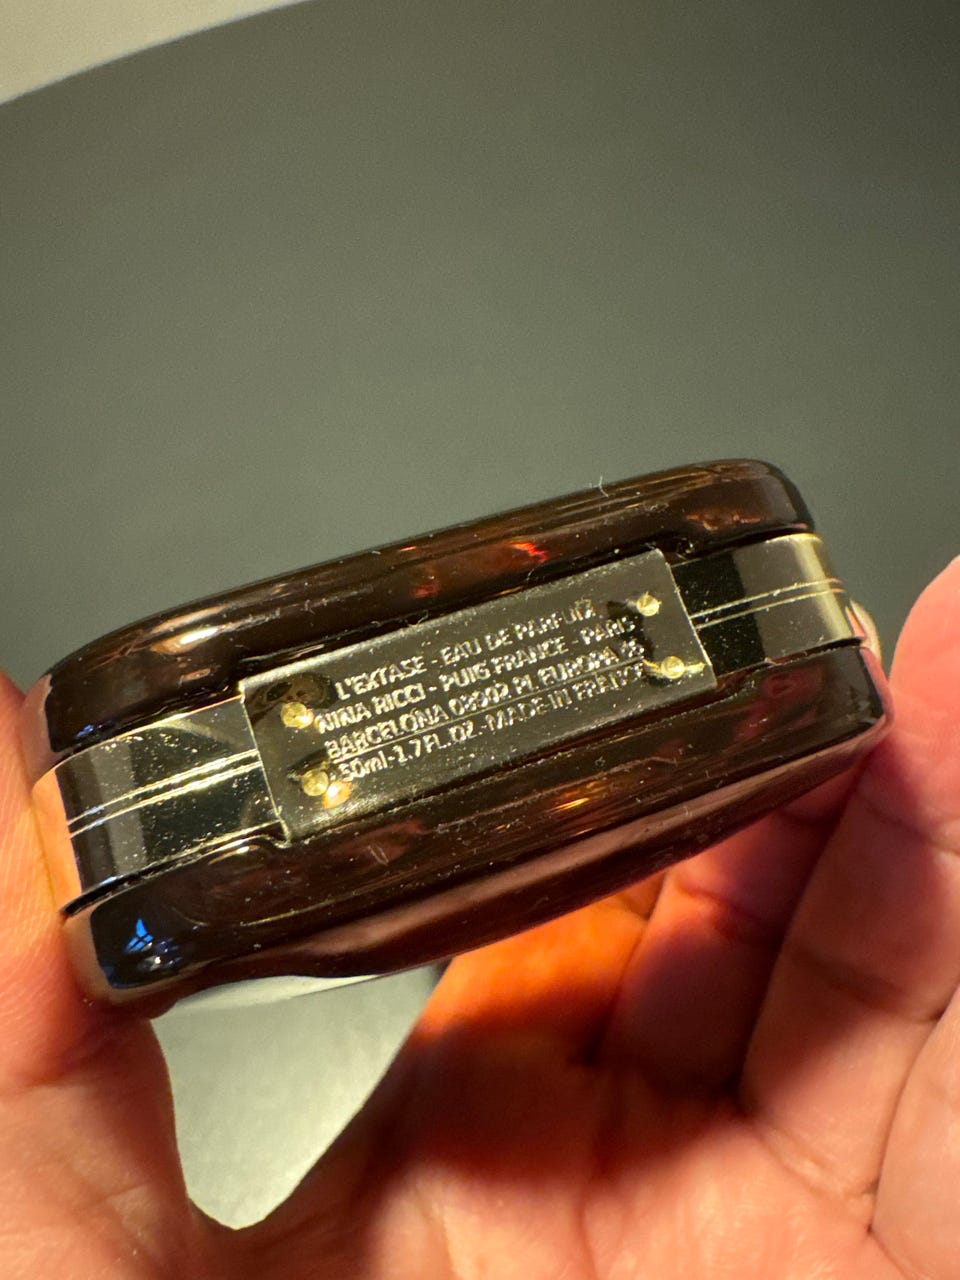 L'EXTASE - EAU DE PARFUM
NINA RICCI - PUIG FRANCE - PARIS
BARCELONA 08902 Pl. EUROPA
50ml-1.7FL.OZ.-MADE IN FRANCE